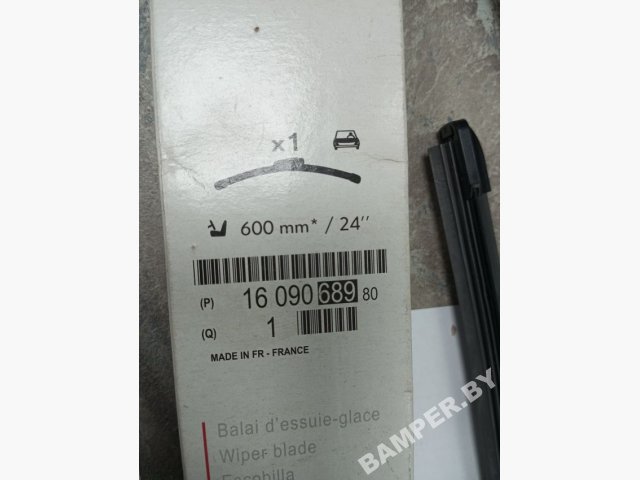 x1
600 mm* / 24''
(P) 16 090 689 80
(Q) 1
MADE IN FR - FRANCE
Balai d'essuie-glace
Wiper blade
Escobilla
BAMPER.BY